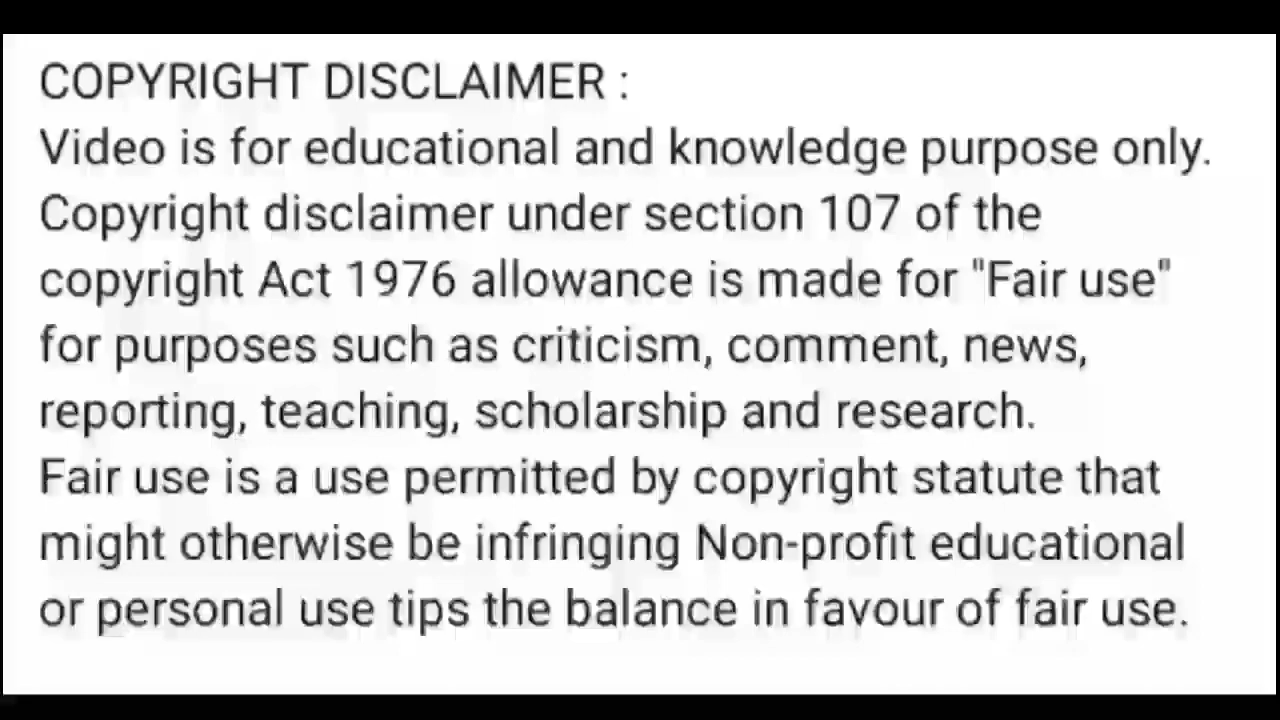 COPYRIGHT DISCLAIMER :
Video is for educational and knowledge purpose only.
Copyright disclaimer under section 107 of the
copyright Act 1976 allowance is made for "Fair use"
for purposes such as criticism, comment, news,
reporting, teaching, scholarship and research.
Fair use is a use permitted by copyright statute that
might otherwise be infringing Non-profit educational
or personal use tips the balance in favour of fair use.